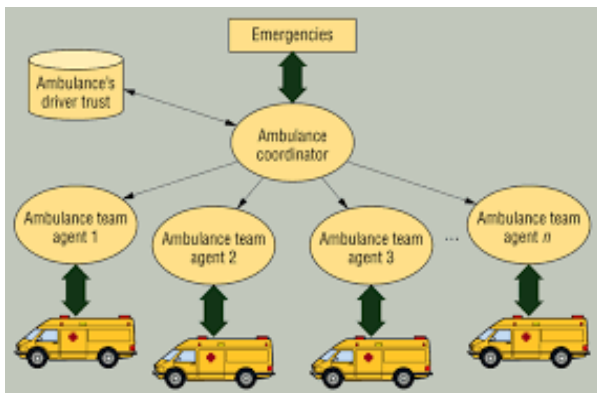 Emergencies
Ambulance's
driver trust
Ambulance
coordinator
Ambulance team
agent 1
Ambulance team
agent 2
Ambulance team
agent 3
...
Ambulance team
agent n